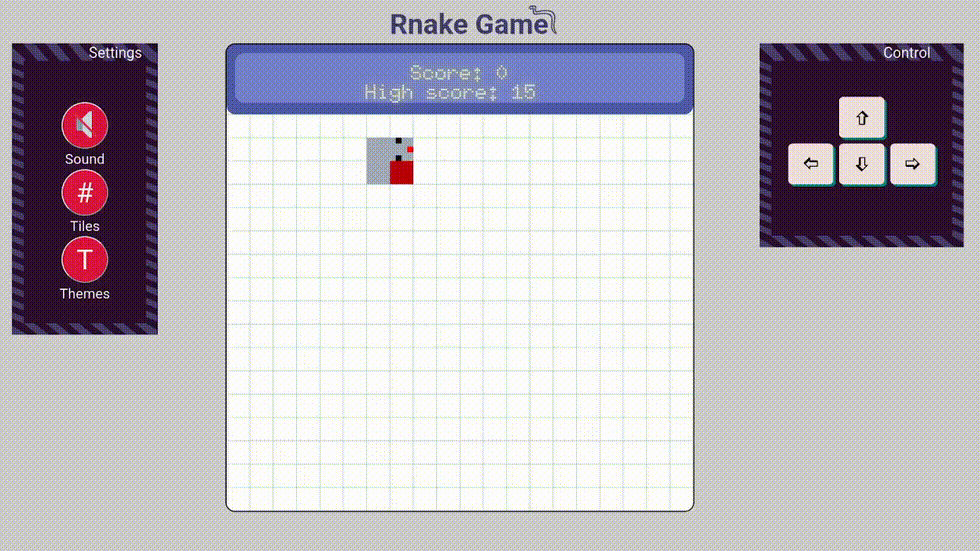 Rnake Game
Settings
Sound
#
Tiles
T
Themes
Score: 0
High score: 15
Control
⇧
⇦ ⇩ ⇨